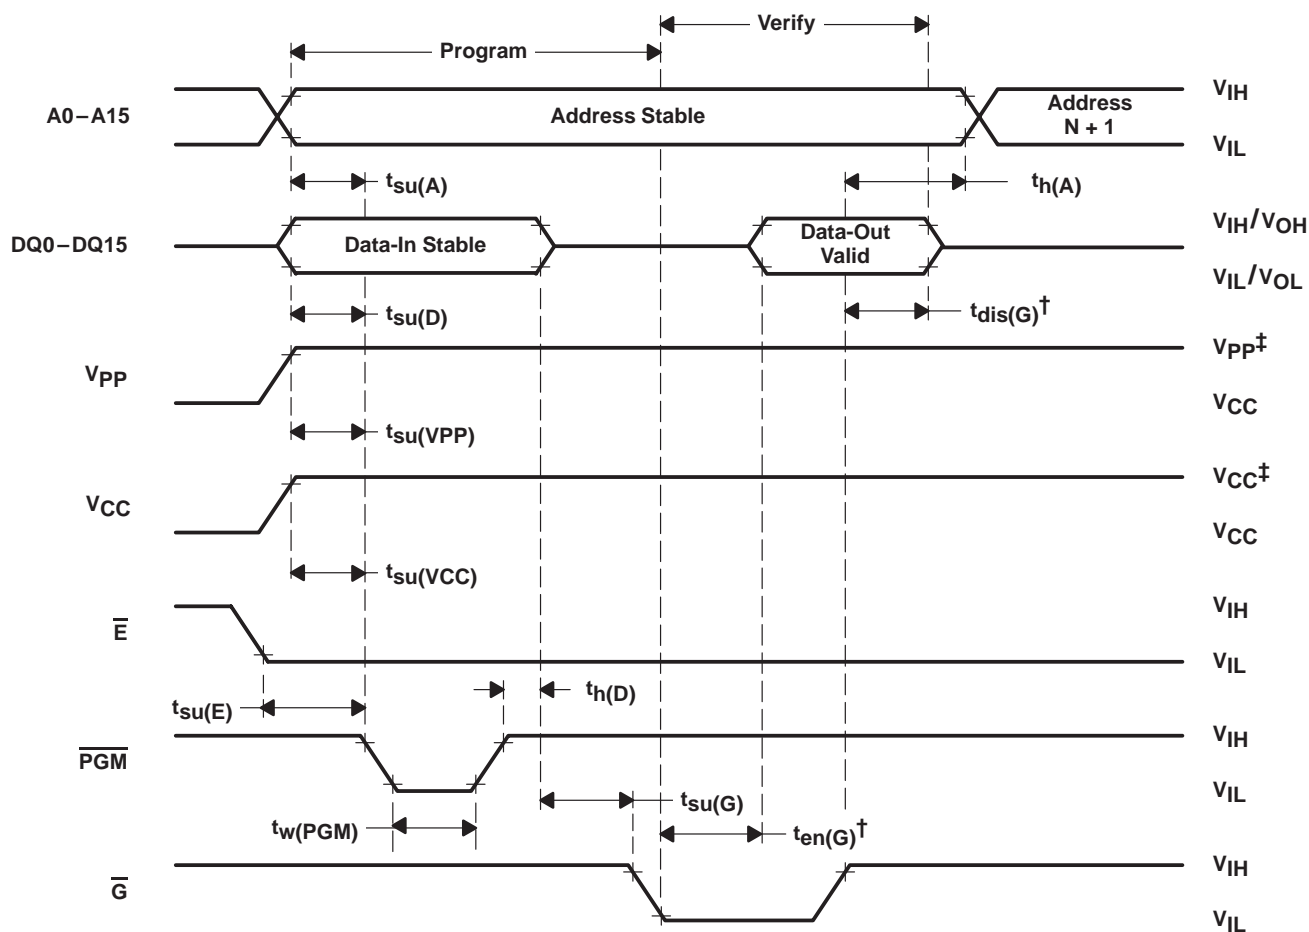 Verify
Program
A0–A15
Address Stable
Address
N + 1
VIH
VIL
tsu(A)
th(A)
DQ0–DQ15
Data-In Stable
Data-Out
Valid
VIH/VOH
VIL/VOL
tsu(D)
tdis(G)†
VPP
VPP‡
VCC
tsu(VPP)
VCC
VCC‡
VCC
tsu(VCC)
E
VIH
VIL
tsu(E)
th(D)
PGM
VIH
VIL
tw(PGM)
tsu(G)
ten(G)†
G
VIH
VIL